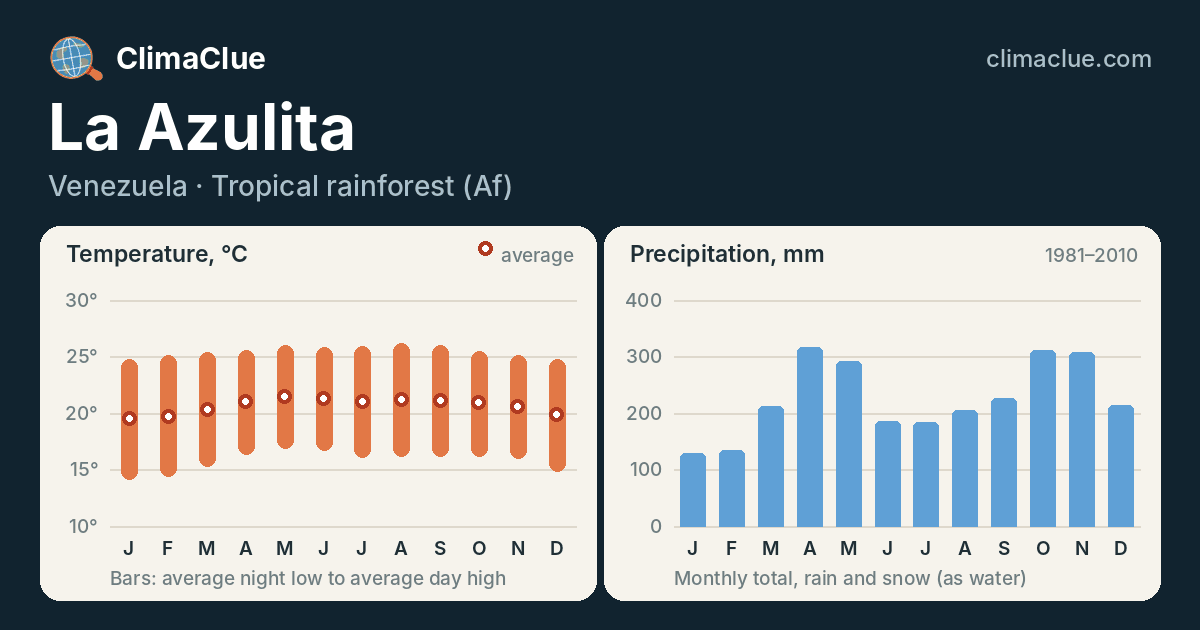 ClimaClue
climaclue.com
La Azulita
Venezuela · Tropical rainforest (Af)
Temperature, °C
average
30°
25°
20°
15°
10°
J F M A M J J A S O N D
Bars: average night low to average day high
Precipitation, mm
1981–2010
400
300
200
100
0
J F M A M J J A S O N D
Monthly total, rain and snow (as water)